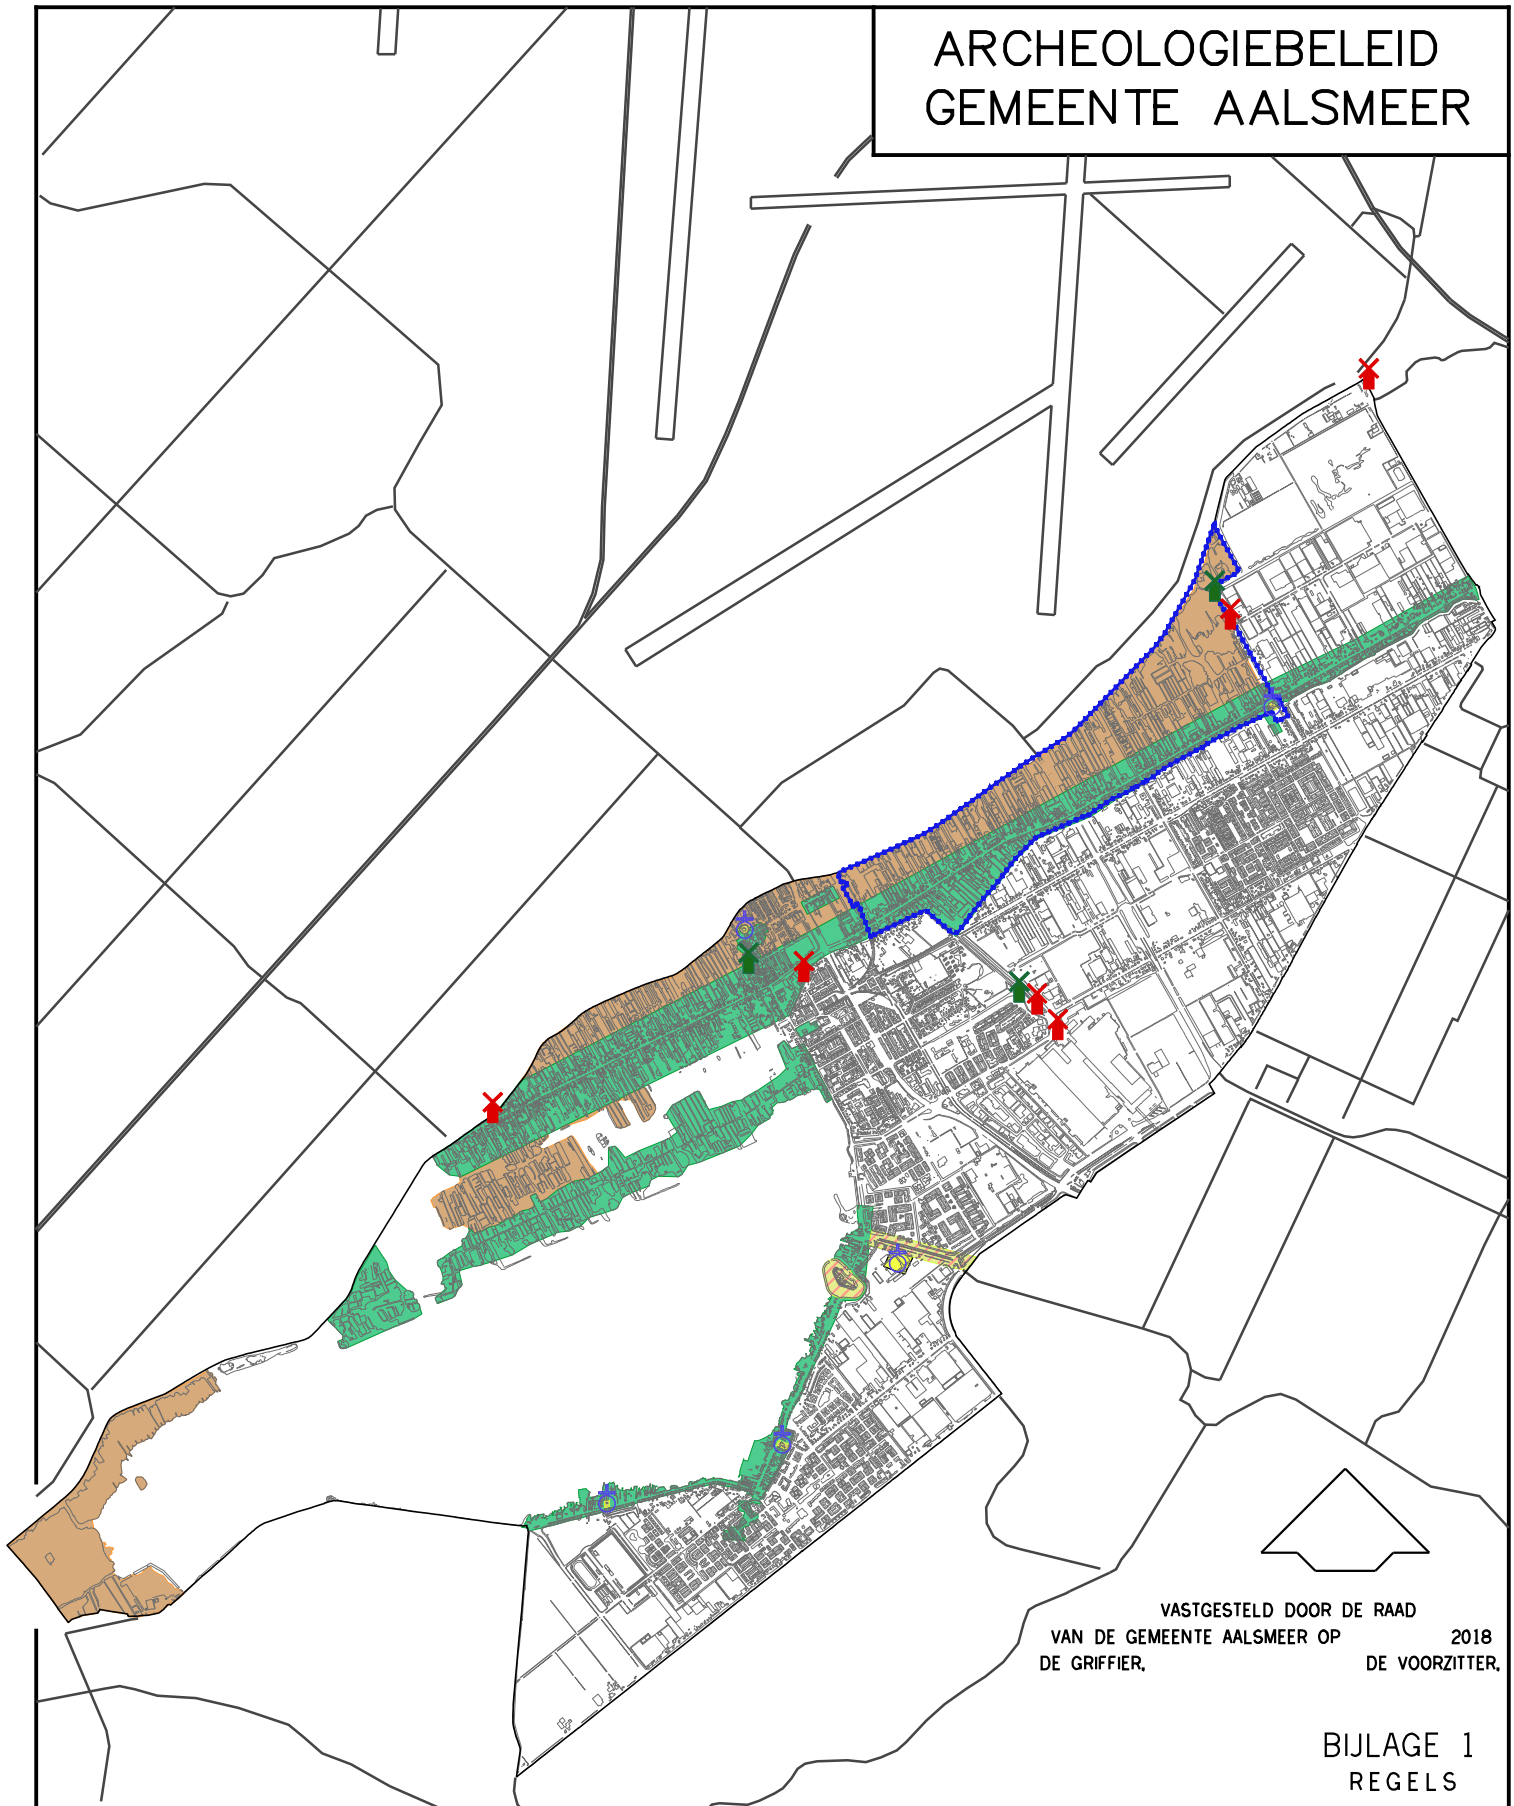 ARCHEOLOGIEBELEID
GEMEENTE AALSMEER
VASTGESTELD DOOR DE RAAD
VAN DE GEMEENTE AALSMEER OP 2018
DE GRIFFIER, DE VOORZITTER,
BIJLAGE 1
REGELS